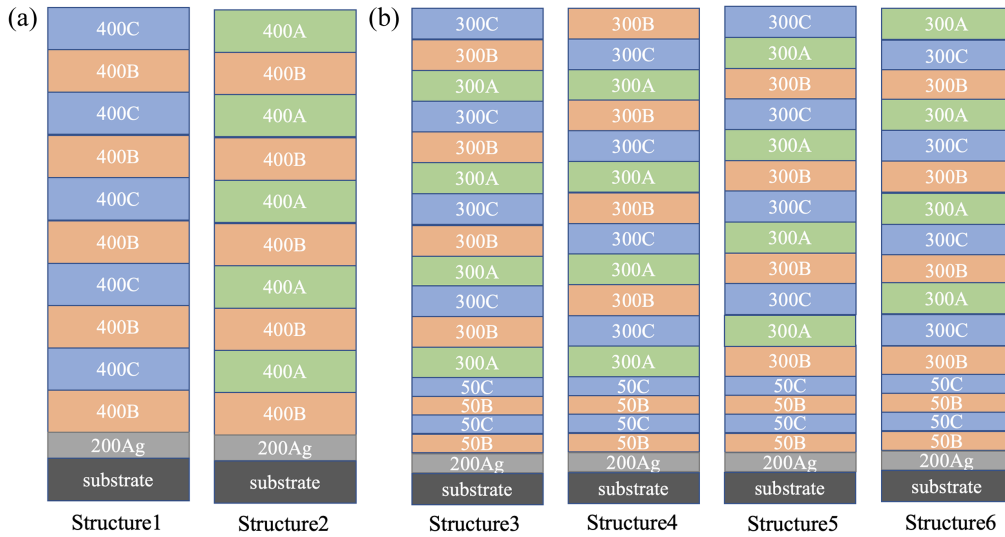 (a)
400C
400B
400C
400B
400C
400B
400C
400B
400C
400B
200Ag
substrate
Structure1
400A
400B
400A
400B
400A
400B
400A
400B
400A
400B
200Ag
substrate
Structure2
(b)
300C
300B
300A
300C
300B
300A
300C
300B
300A
300C
300B
300A
50C
50B
50C
50B
200Ag
substrate
Structure3
300B
300C
300A
300B
300C
300A
300B
300C
300A
300B
300C
300A
50C
50B
50C
50B
200Ag
substrate
Structure4
300C
300A
300B
300C
300A
300B
300C
300A
300B
300C
300A
300B
50C
50B
50C
50B
200Ag
substrate
Structure5
300A
300C
300B
300A
300C
300B
300A
300C
300B
300A
300C
300B
50C
50B
50C
50B
200Ag
substrate
Structure6